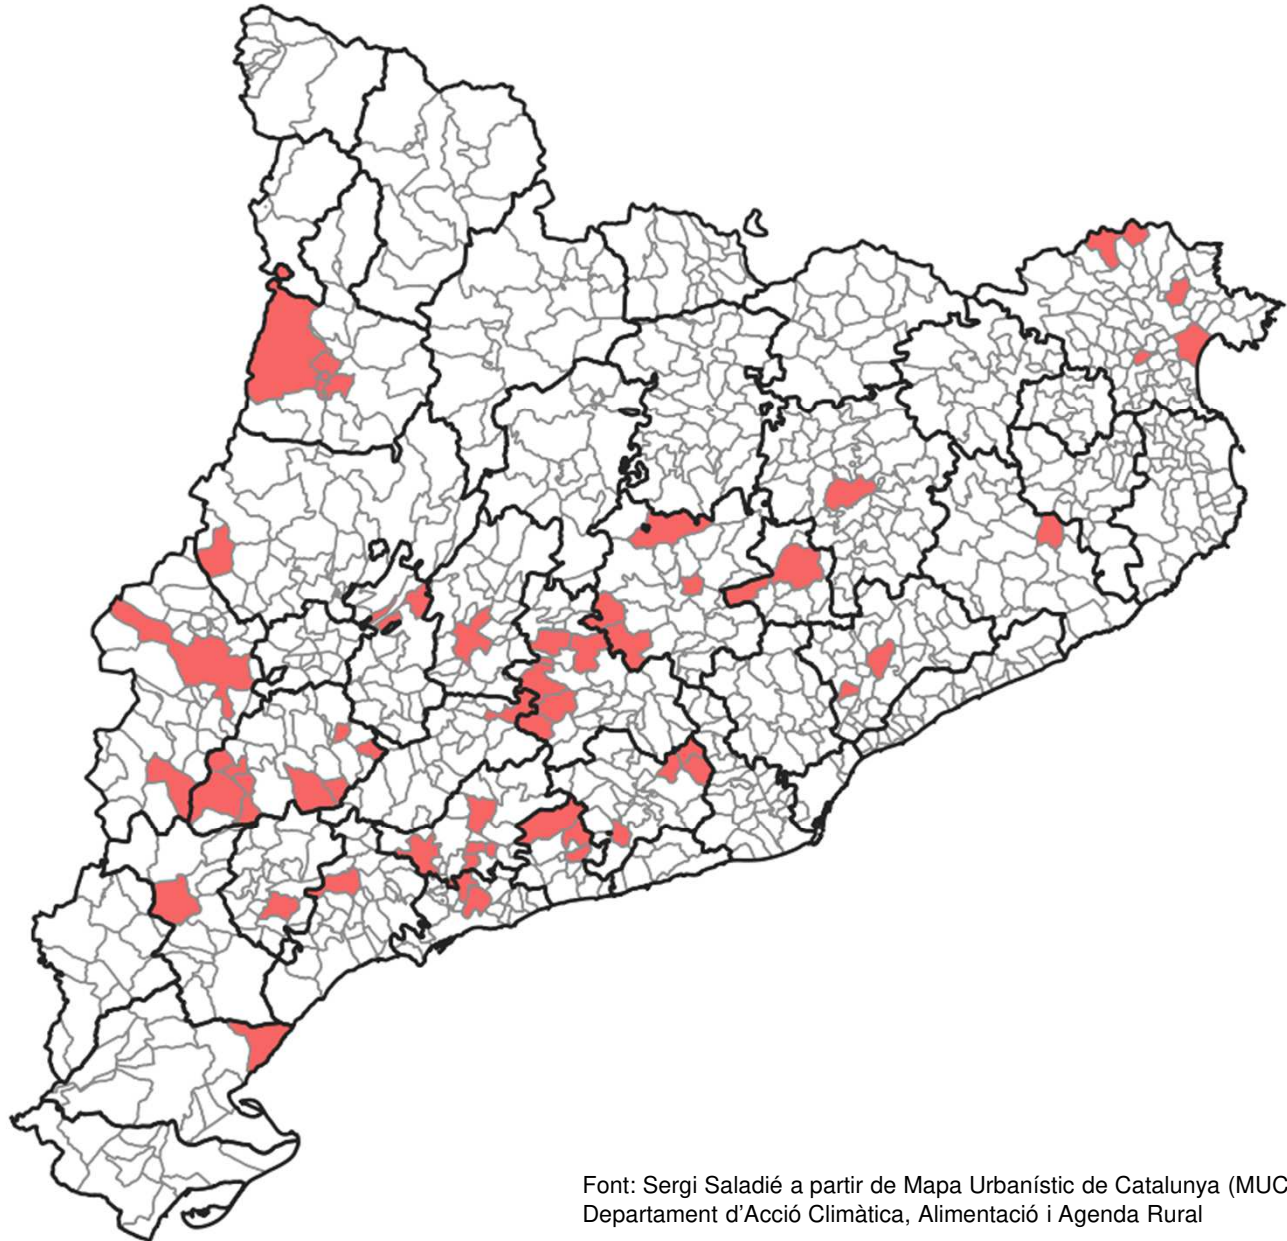 Font: Sergi Saladié a partir de Mapa Urbanístic de Catalunya (MUC
Departament d'Acció Climàtica, Alimentació i Agenda Rural